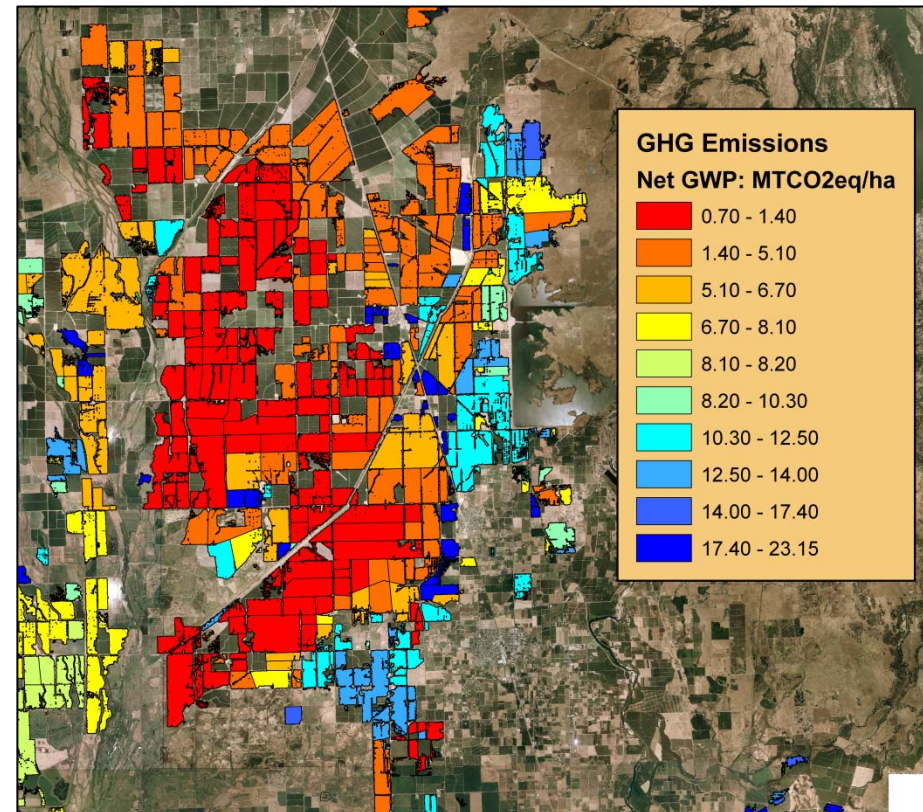 GHG Emissions
Net GWP: MTCO2eq/ha
0.70 - 1.40
1.40 - 5.10
5.10 - 6.70
6.70 - 8.10
8.10 - 8.20
8.20 - 10.30
10.30 - 12.50
12.50 - 14.00
14.00 - 17.40
17.40 - 23.15